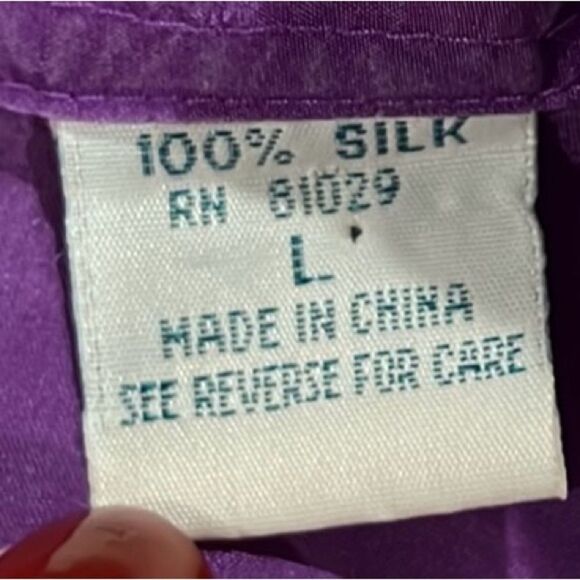 100% SILK
RN 81029
L
MADE IN CHINA
SEE REVERSE FOR CARE